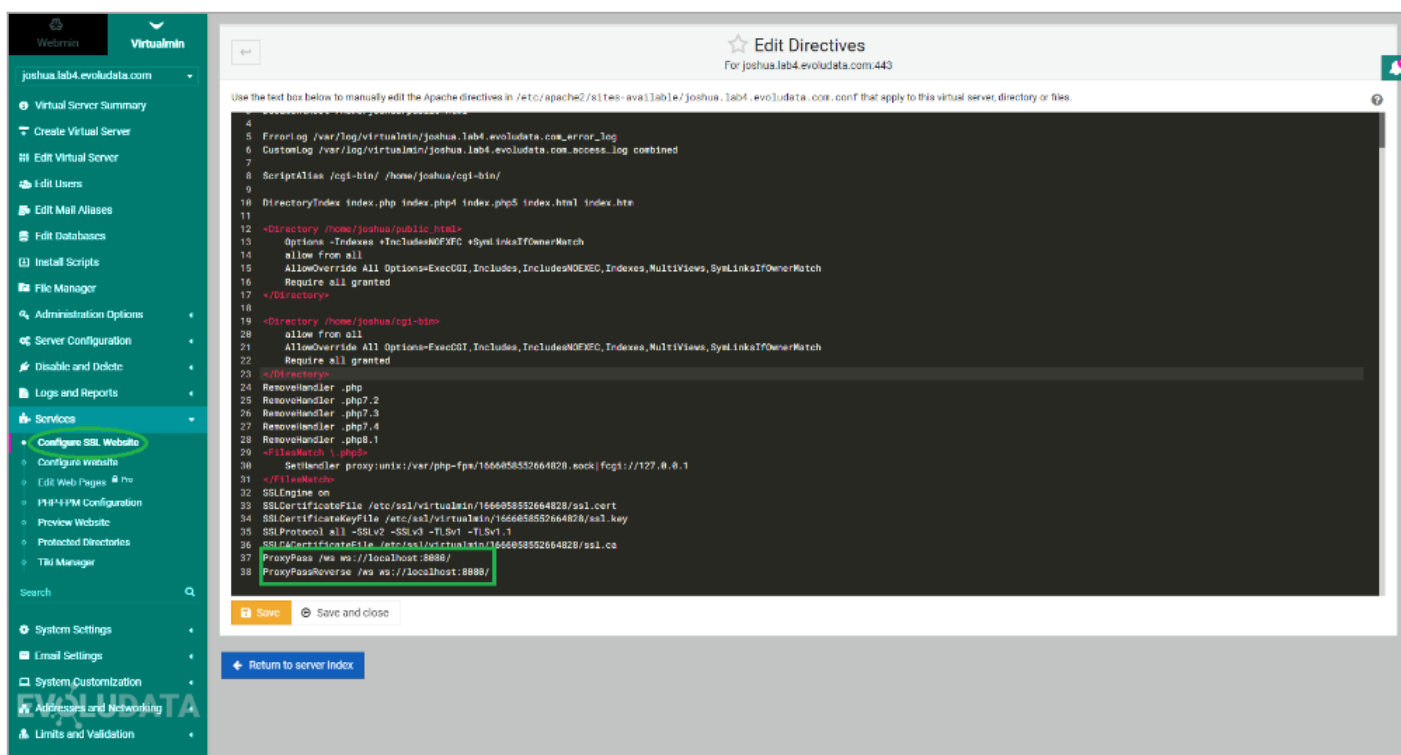 Webmin
Virtualmin
joshua.lab4.evoludata.com
Virtual Server Summary
Create Virtual Server
Edit Virtual Server
Edit Users
Edit Mail Aliases
Edit Databases
Install Scripts
File Manager
Administration Options
Server Configuration
Disable and Delete
Logs and Reports
Services
Configure SSL Website
Configure Website
Edit Web Pages Pro
PHP-FPM Configuration
Preview Website
Protected Directories
Tiki Manager
Search
System Settings
Email Settings
System Customization
EVOLUDATA
Addresses and Networking
Limits and Validation
Edit Directives
For joshua.lab4.evoludata.com:443
Use the text box below to manually edit the Apache directives in /etc/apache2/sites-available/joshua.lab4.evoludata.com.conf that apply to this virtual server, directory or files.
4
5 ErrorLog /var/log/virtualmin/joshua.lab4.evoludata.com_error_log
6 CustomLog /var/log/virtualmin/joshua.lab4.evoludata.com_access_log combined
7
8 ScriptAlias /cgi-bin/ /home/joshua/cgi-bin/
9
10 DirectoryIndex index.php index.php4 index.php5 index.html index.htm
11
12 <Directory /home/joshua/public_html>
13 Options -Indexes +IncludesNOEXEC +SymLinksIfOwnerMatch
14 allow from all
15 AllowOverride All Options=ExecCGI,Includes,IncludesNOEXEC,Indexes,MultiViews,SymLinksIfOwnerMatch
16 Require all granted
17 </Directory>
18
19 <Directory /home/joshua/cgi-bin>
20 allow from all
21 AllowOverride All Options=ExecCGI,Includes,IncludesNOEXEC,Indexes,MultiViews,SymLinksIfOwnerMatch
22 Require all granted
23 </Directory>
24 RemoveHandler .php
25 RemoveHandler .php7.2
26 RemoveHandler .php7.3
27 RemoveHandler .php7.4
28 RemoveHandler .php8.1
29 <FilesMatch \.php$>
30 SetHandler proxy:unix:/var/php-fpm/1666058552664828.sock|fcgi://127.0.0.1
31 </FilesMatch>
32 SSLEngine on
33 SSLCertificateFile /etc/ssl/virtualmin/1666058552664828/ssl.cert
34 SSLCertificateKeyFile /etc/ssl/virtualmin/1666058552664828/ssl.key
35 SSLProtocol all -SSLv2 -SSLv3 -TLSv1 -TLSv1.1
36 SSLCACertificateFile /etc/ssl/virtualmin/1666058552664828/ssl.ca
37 ProxyPass /ws ws://localhost:8080/
38 ProxyPassReverse /ws ws://localhost:8080/
Save
Save and close
Return to server index